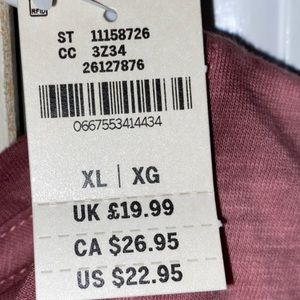 RFID
ST 11158726
CC 3Z34
26127876
0667553414434
XL | XG
UK £19.99
CA $26.95
US $22.95